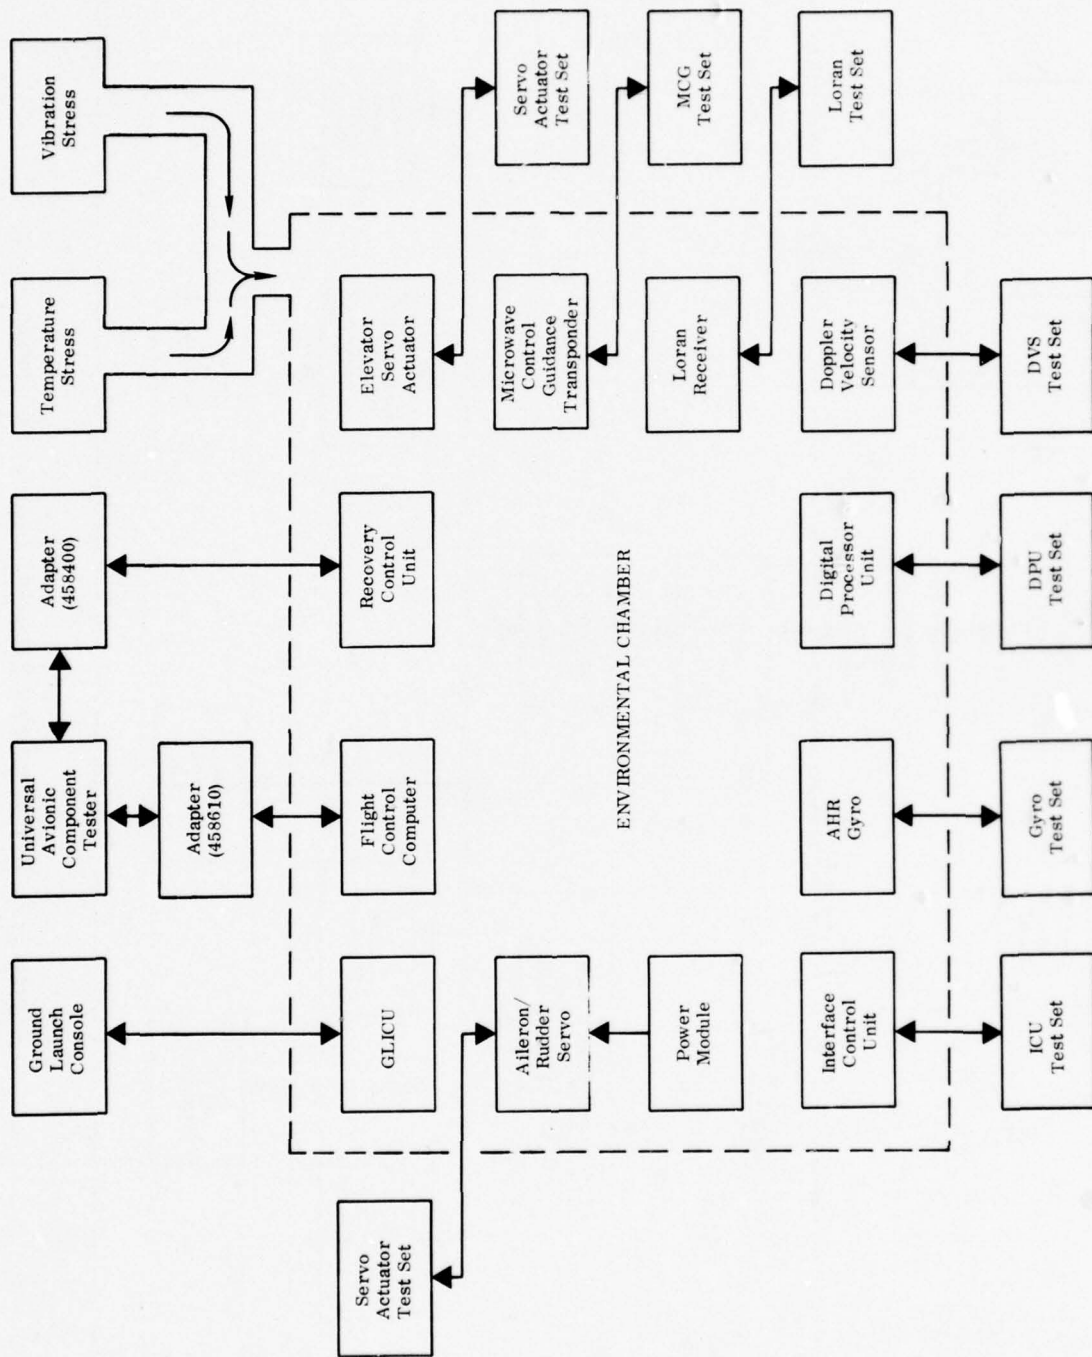 Vibration
Stress
Temperature
Stress
Adapter
(458400)
Universal
Avionic
Component
Tester
Adapter
(458610)
Ground
Launch
Console
Servo
Actuator
Test Set
MCG
Test Set
Loran
Test Set
Elevator
Servo
Actuator
Microwave
Control
Guidance
Transponder
Loran
Receiver
Doppler
Velocity
Sensor
DVS
Test Set
Recovery
Control
Unit
Digital
Processor
Unit
DPU
Test Set
ENVIRONMENTAL CHAMBER
Flight
Control
Computer
AHR
Gyro
Gyro
Test Set
GLICU
Aileron/
Rudder
Servo
Power
Module
Interface
Control
Unit
ICU
Test Set
Servo
Actuator
Test Set